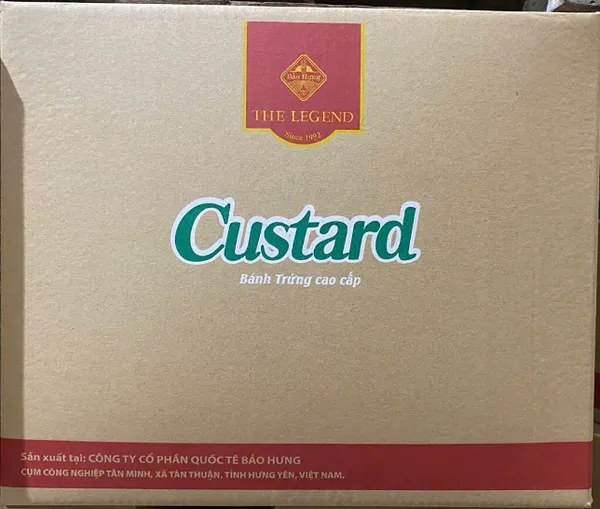 Bảo Hưng
THE LEGEND
Since 1992
Custard
Bánh Trứng cao cấp
Sản xuất tại: CÔNG TY CỔ PHẦN QUỐC TẾ BẢO HƯNG
CỤM CÔNG NGHIỆP TÂN MINH, XÃ TÂN THUẬN, TỈNH HƯNG YÊN, VIỆT NAM.